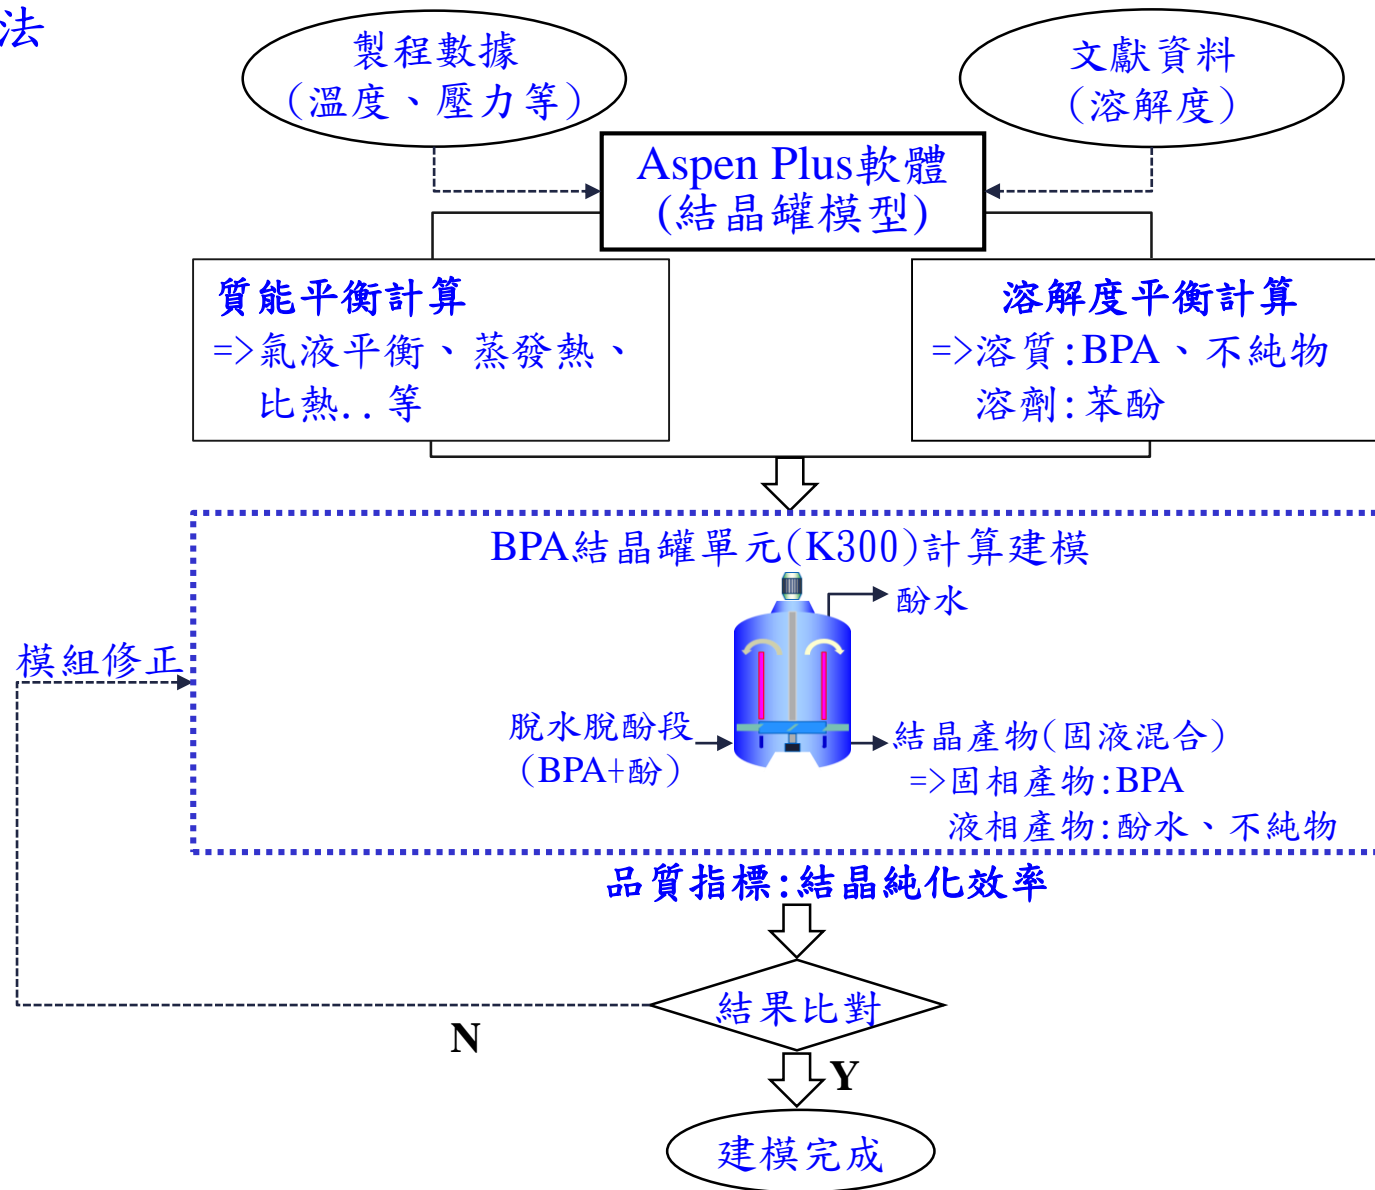 法
製程數據
(溫度、壓力等)
文獻資料
(溶解度)
Aspen Plus軟體
(結晶罐模型)
質能平衡計算
=>氣液平衡、蒸發熱、
比熱..等
溶解度平衡計算
=>溶質:BPA、不純物
溶劑:苯酚
BPA結晶罐單元(K300)計算建模
酚水
模組修正
脫水脫酚段
(BPA+酚)
結晶產物(固液混合)
=>固相產物:BPA
液相產物:酚水、不純物
品質指標:結晶純化效率
結果比對
N
Y
建模完成